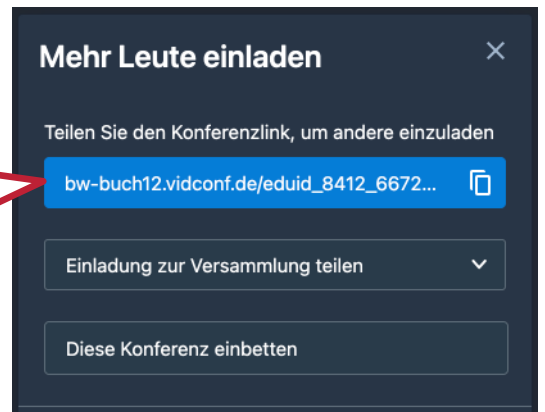 Mehr Leute einladen
Teilen Sie den Konferenzlink, um andere einzuladen
bw-buch12.vidconf.de/eduid_8412_6672...
Einladung zur Versammlung teilen
Diese Konferenz einbetten